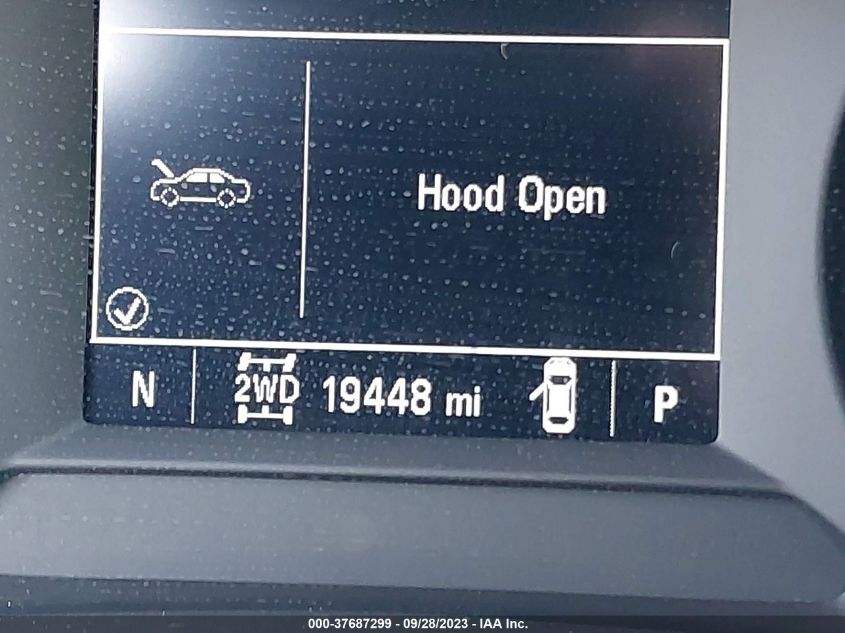 Hood Open
N 2WD 19448 mi P
000-37687299 - 09/28/2023 - IAA Inc.